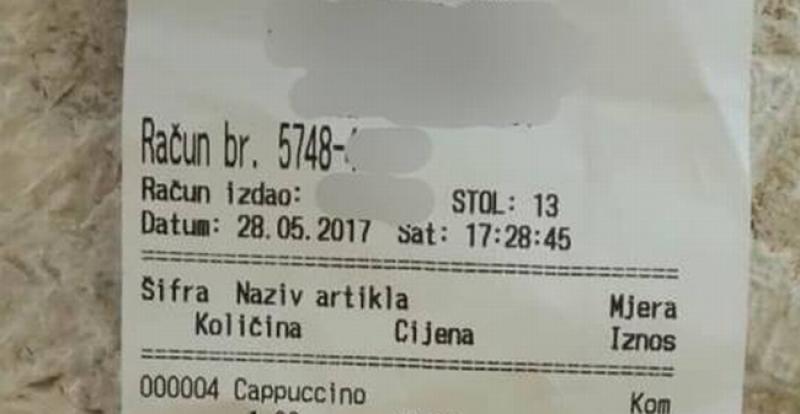 Račun br. 5748-
Račun izdao: STOL: 13
Datum: 28.05.2017 Sat: 17:28:45
Šifra Naziv artikla Mjera
Količina Cijena Iznos
000004 Cappuccino Kom